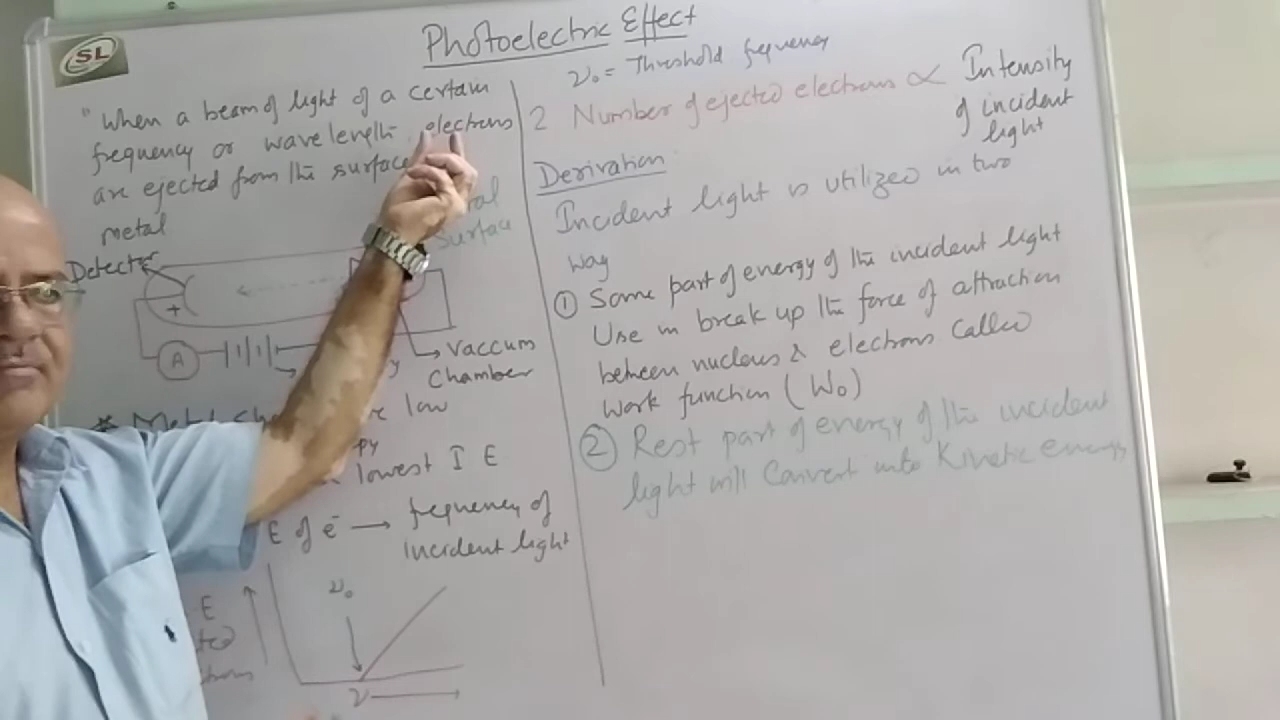 SL
Photoelectric Effect
"When a beam of light of a certain
frequency or wavelength electrons
are ejected from the surface
metal
surface
Detector
+
A
Vaccum
Chamber
* Metal low
lowest I E
E of e⁻ → frequency of
incident light
ν₀
E
ν
ν₀ = Threshold frequency
2 Number of ejected electrons ∝ Intensity
of incident
light
Derivation
Incident light is utilized in two
way
① Some part of energy of the incident light
Use in break up the force of attraction
between nucleus & electrons called
Work function (W₀)
② Rest part of energy of the incident
light will Convert into Kinetic energy